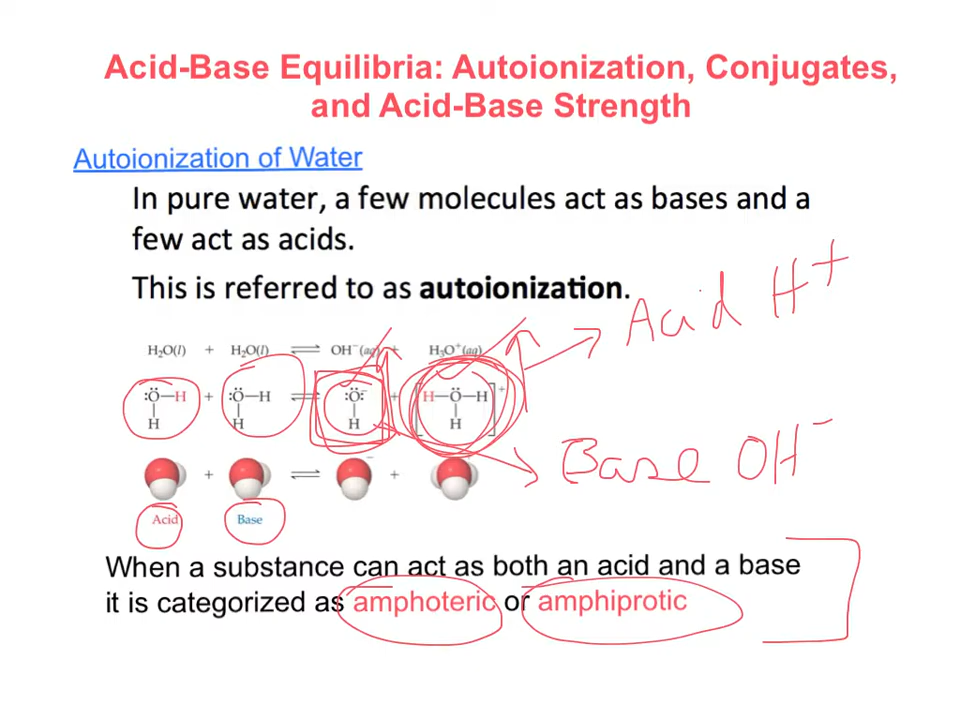 Acid-Base Equilibria: Autoionization, Conjugates,
and Acid-Base Strength
Autoionization of Water
In pure water, a few molecules act as bases and a
few act as acids.
This is referred to as autoionization.
Acid H+
H₂O(l) + H₂O(l) ⇌ OH⁻(aq) + H₃O⁺(aq)
:Ö—H + :Ö—H ⇌ :Ö:⁻ + [H—Ö—H]⁺
H H H H
Base OH⁻
+ ⇌ ⁻ +
Acid Base
When a substance can act as both an acid and a base
it is categorized as amphoteric or amphiprotic